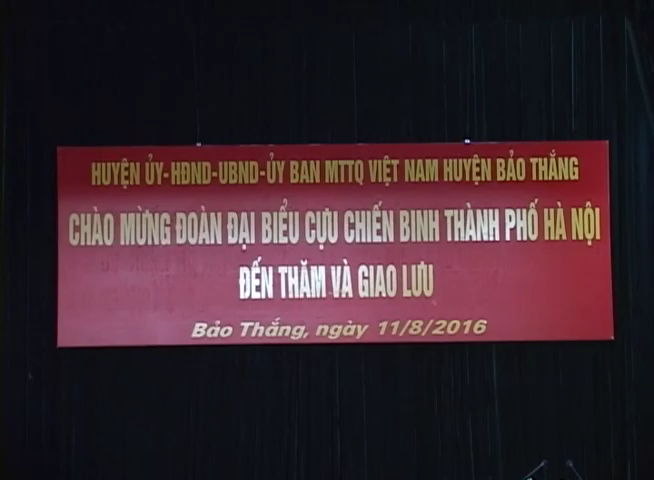 HUYỆN ỦY-HĐND-UBND-ỦY BAN MTTQ VIỆT NAM HUYỆN BẢO THẮNG
CHÀO MỪNG ĐOÀN ĐẠI BIỂU CỰU CHIẾN BINH THÀNH PHỐ HÀ NỘI
ĐẾN THĂM VÀ GIAO LƯU
Bảo Thắng, ngày 11/8/2016